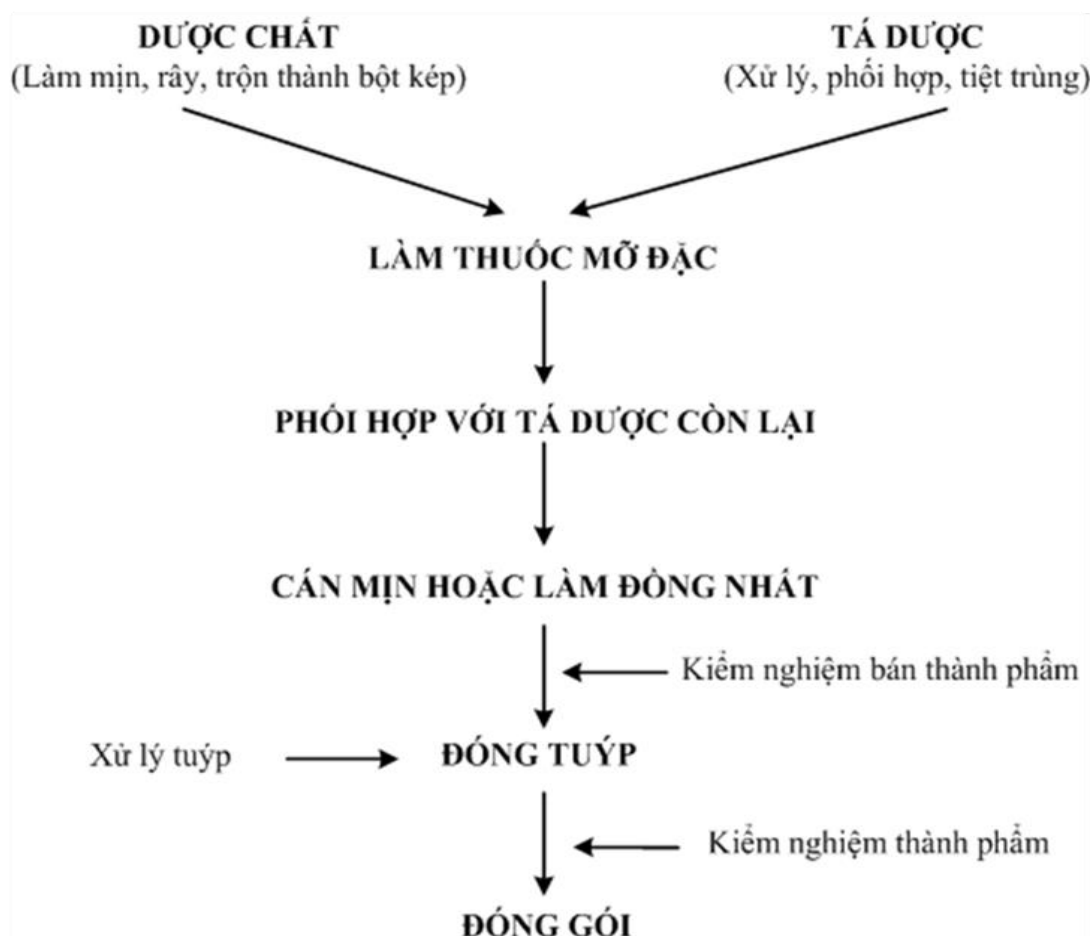 DƯỢC CHẤT
(Làm mịn, rây, trộn thành bột kép)
TÁ DƯỢC
(Xử lý, phối hợp, tiệt trùng)
LÀM THUỐC MỠ ĐẶC
PHỐI HỢP VỚI TÁ DƯỢC CÒN LẠI
CÁN MỊN HOẶC LÀM ĐỒNG NHẤT
Kiểm nghiệm bán thành phẩm
Xử lý tuýp
ĐÓNG TUÝP
Kiểm nghiệm thành phẩm
ĐÓNG GÓI